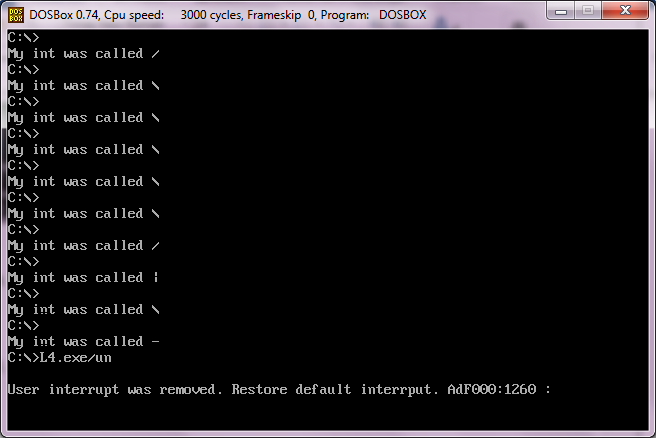 DOSBox 0.74, Cpu speed: 3000 cycles, Frameskip 0, Program: DOSBOX
C:\>
My int was called /
C:\>
My int was called \
C:\>
My int was called \
C:\>
My int was called \
C:\>
My int was called \
C:\>
My int was called \
C:\>
My int was called /
C:\>
My int was called |
C:\>
My int was called \
C:\>
My int was called -
C:\>L4.exe/un
User interrupt was removed. Restore default interrput. AdF000:1260 :